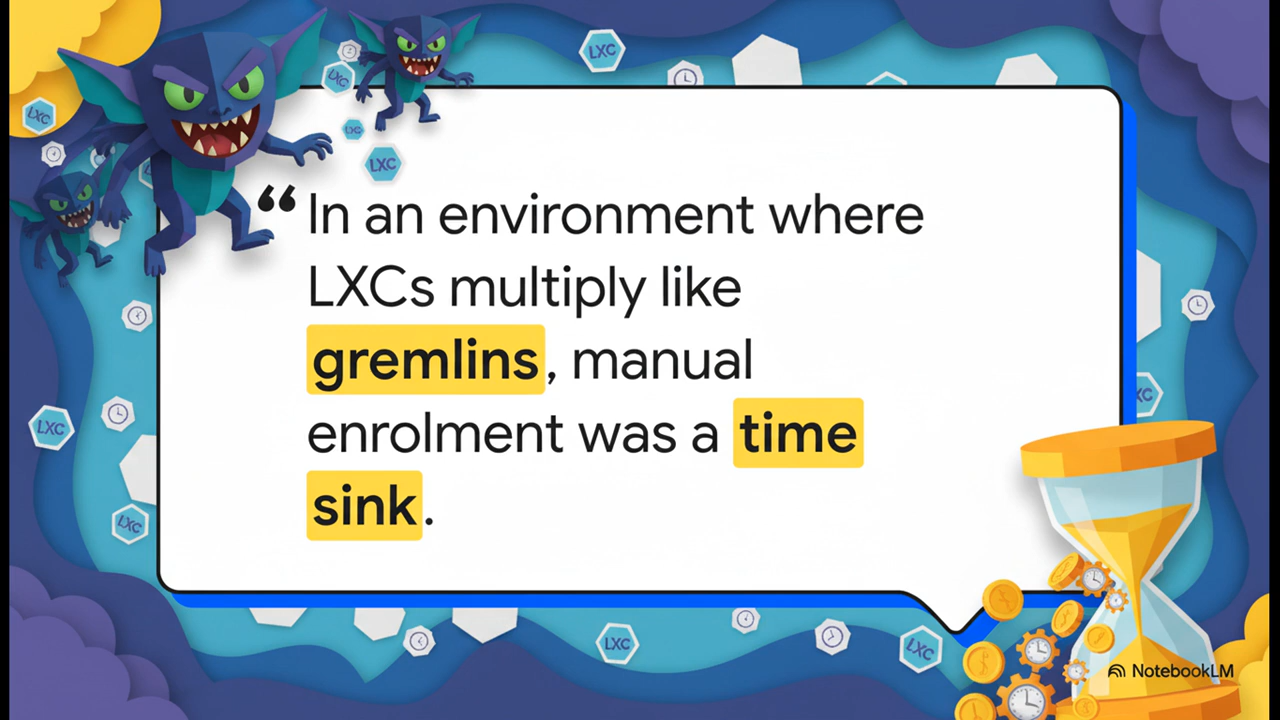 LXC
LXC
LXC
LXC
LXC
“In an environment where
LXCs multiply like
gremlins, manual
enrolment was a time
sink.
LXC
LXC
LXC
LXC
NotebookLM